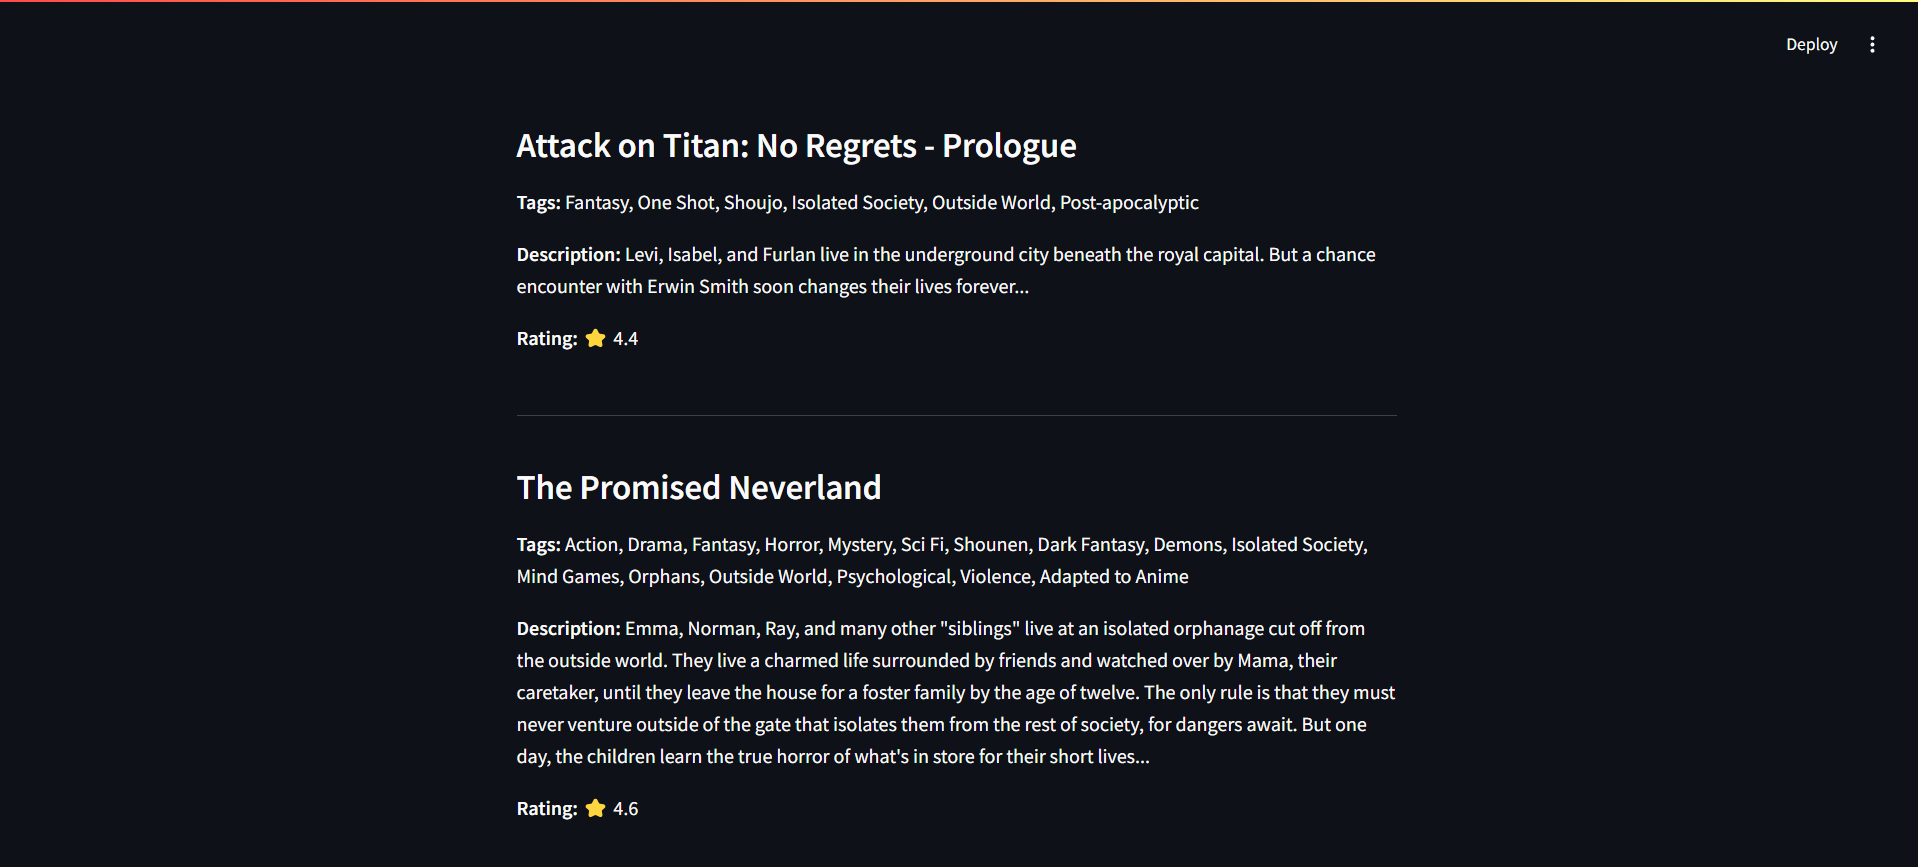 Deploy
Attack on Titan: No Regrets - Prologue
Tags: Fantasy, One Shot, Shoujo, Isolated Society, Outside World, Post-apocalyptic
Description: Levi, Isabel, and Furlan live in the underground city beneath the royal capital. But a chance
encounter with Erwin Smith soon changes their lives forever...
Rating: ⭐ 4.4
The Promised Neverland
Tags: Action, Drama, Fantasy, Horror, Mystery, Sci Fi, Shounen, Dark Fantasy, Demons, Isolated Society,
Mind Games, Orphans, Outside World, Psychological, Violence, Adapted to Anime
Description: Emma, Norman, Ray, and many other "siblings" live at an isolated orphanage cut off from
the outside world. They live a charmed life surrounded by friends and watched over by Mama, their
caretaker, until they leave the house for a foster family by the age of twelve. The only rule is that they must
never venture outside of the gate that isolates them from the rest of society, for dangers await. But one
day, the children learn the true horror of what's in store for their short lives...
Rating: ⭐ 4.6